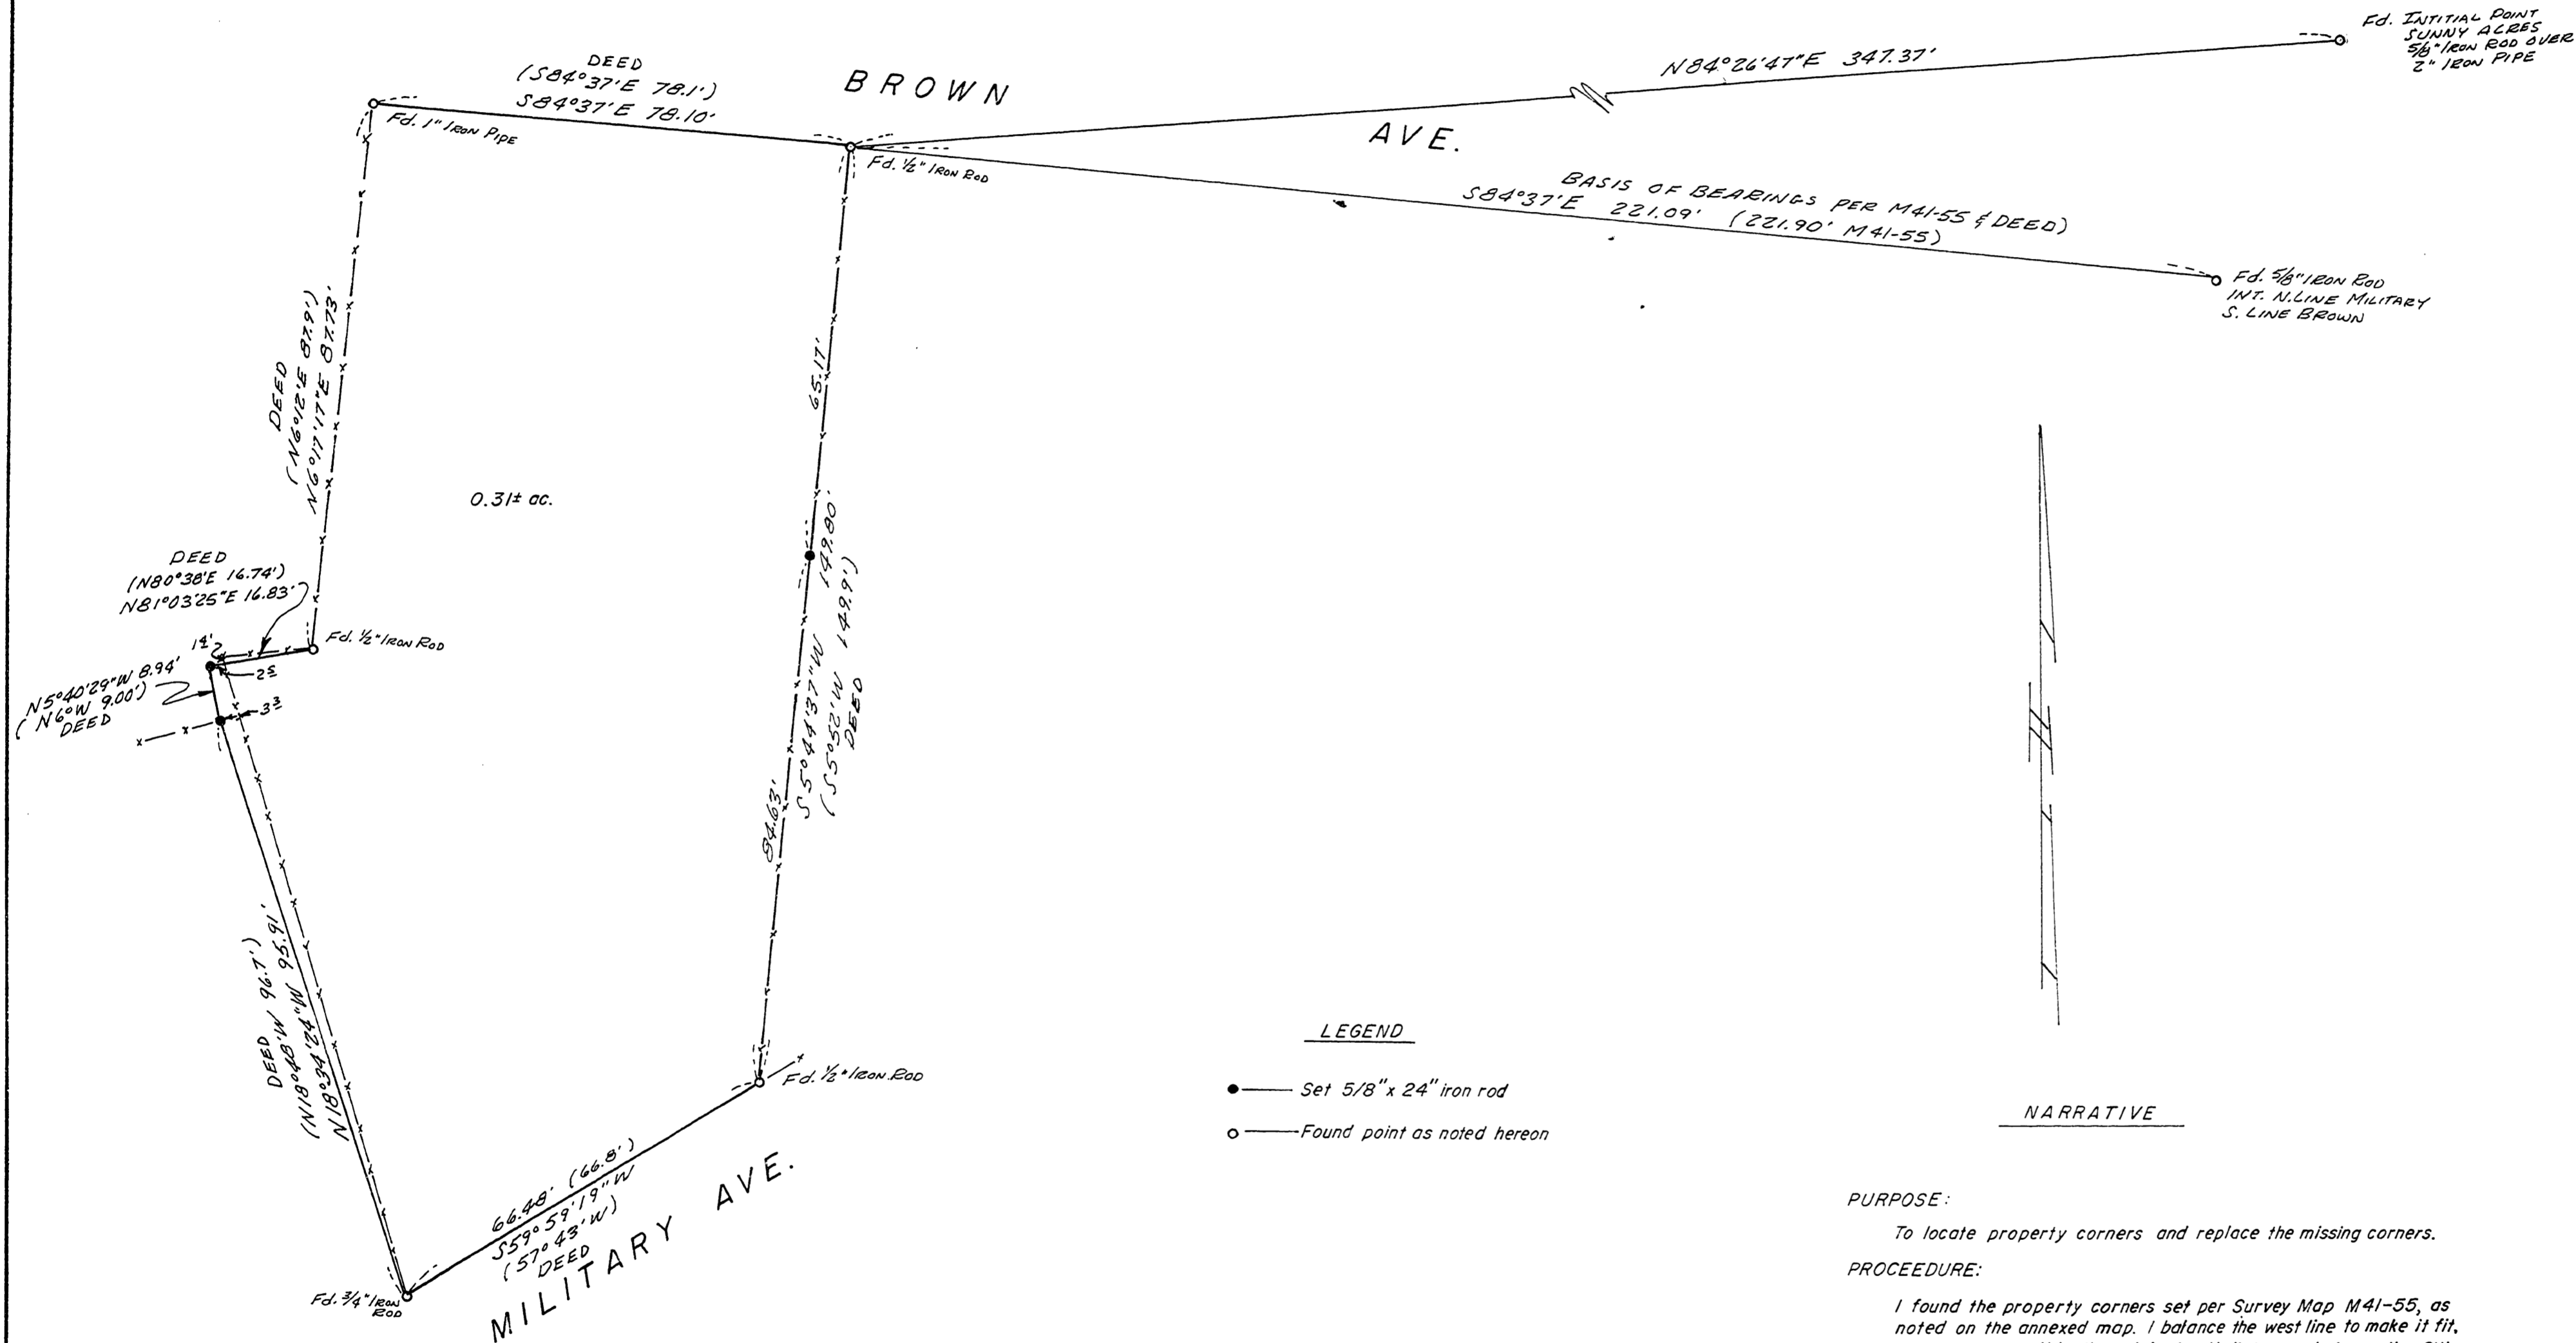 Fd. INTITIAL POINT
SUNNY ACRES
5/8" IRON ROD OVER
2" IRON PIPE
N84°26'47"E 347.37'
DEED
(S84°37'E 78.1')
S84°37'E 78.10'
BROWN
AVE.
Fd. 1" IRON PIPE
Fd. 1/2" IRON ROD
BASIS OF BEARINGS PER M41-55 & DEED)
S84°37'E 221.09' (221.90' M41-55)
Fd. 5/8" IRON ROD
INT. N. LINE MILITARY
S. LINE BROWN
DEED
(N6°12'E 87.9')
N6°17'17"E 87.73'
65.17'
0.31± ac.
DEED
(N80°38'E 16.74')
N81°03'25"E 16.83'
1⁴'
Fd. 1/2" IRON ROD
2⁵
N5°40'29"W 8.94'
(N6°W 9.00')
DEED
3³
84.63'
S5°44'37"W 149.80'
(S5°52'W 149.9')
DEED
DEED
(N18°48'W 96.7')
N18°34'24"W 95.91'
Fd. 1/2" IRON ROD
66.48' (66.8')
S59°59'19"W
(57°43'W)
DEED
MILITARY AVE.
Fd. 3/4" IRON
ROD
LEGEND
Set 5/8" x 24" iron rod
Found point as noted hereon
NARRATIVE
PURPOSE:
To locate property corners and replace the missing corners.
PROCEEDURE:
I found the property corners set per Survey Map M41-55, as
noted on the annexed map. I balance the west line to make it fit,